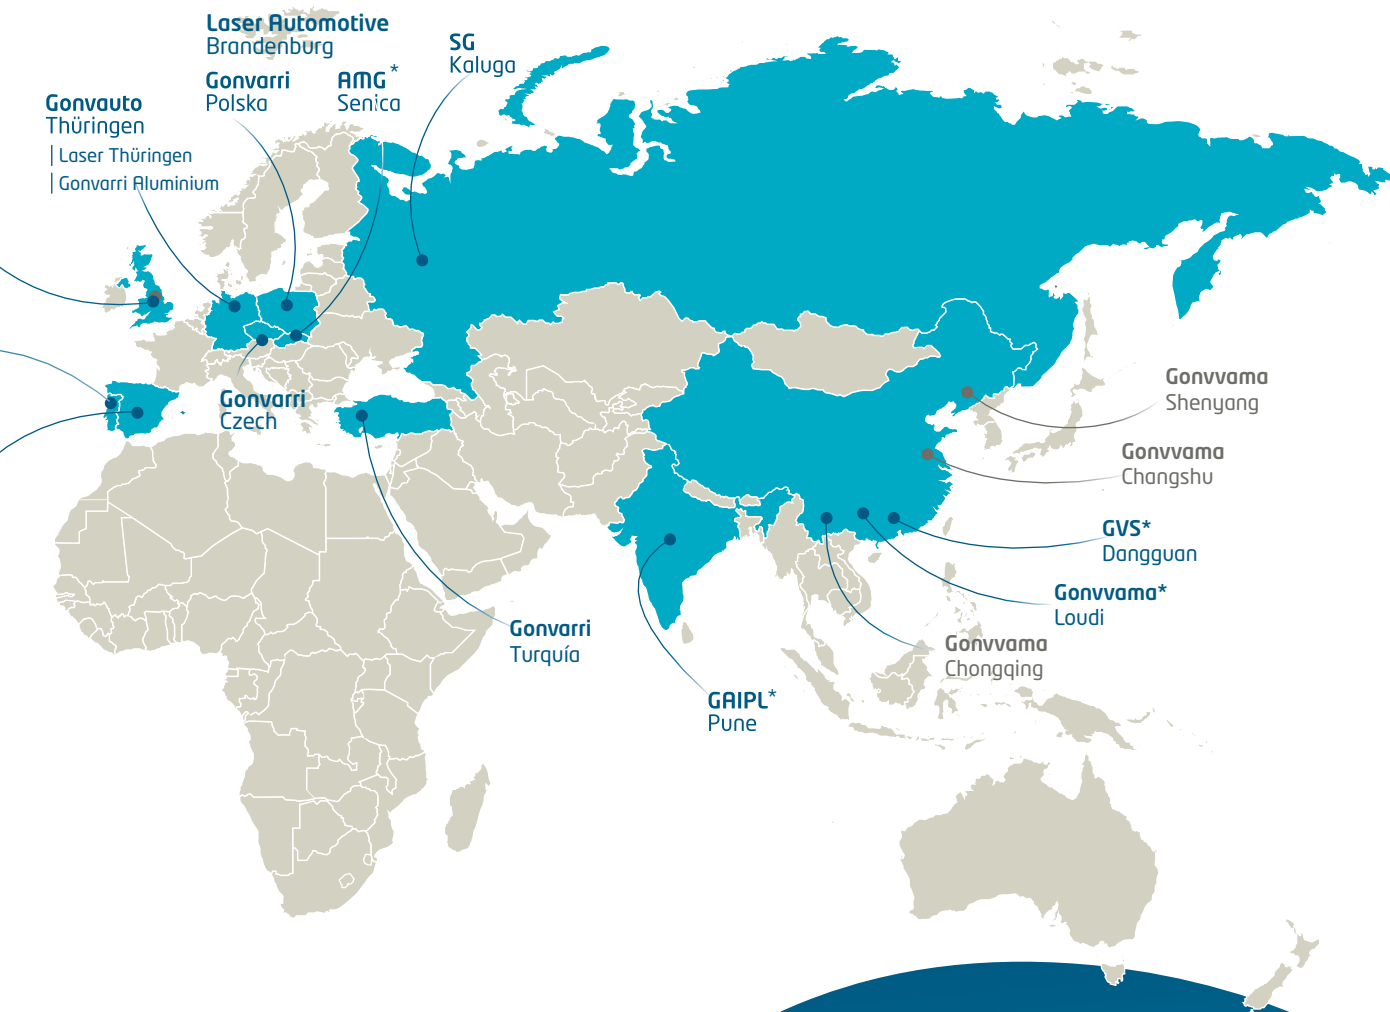 Laser Automotive
Brandenburg
Gonvarri
Polska
AMG*
Senica
SG
Kaluga
Gonvauto
Thüringen
| Laser Thüringen
| Gonvarri Aluminium
Gonvarri
Czech
Gonvvama
Shenyang
Gonvvama
Changshu
GVS*
Dangguan
Gonvvama*
Loudi
Gonvarri
Turquía
Gonvvama
Chongqing
GAIPL*
Pune